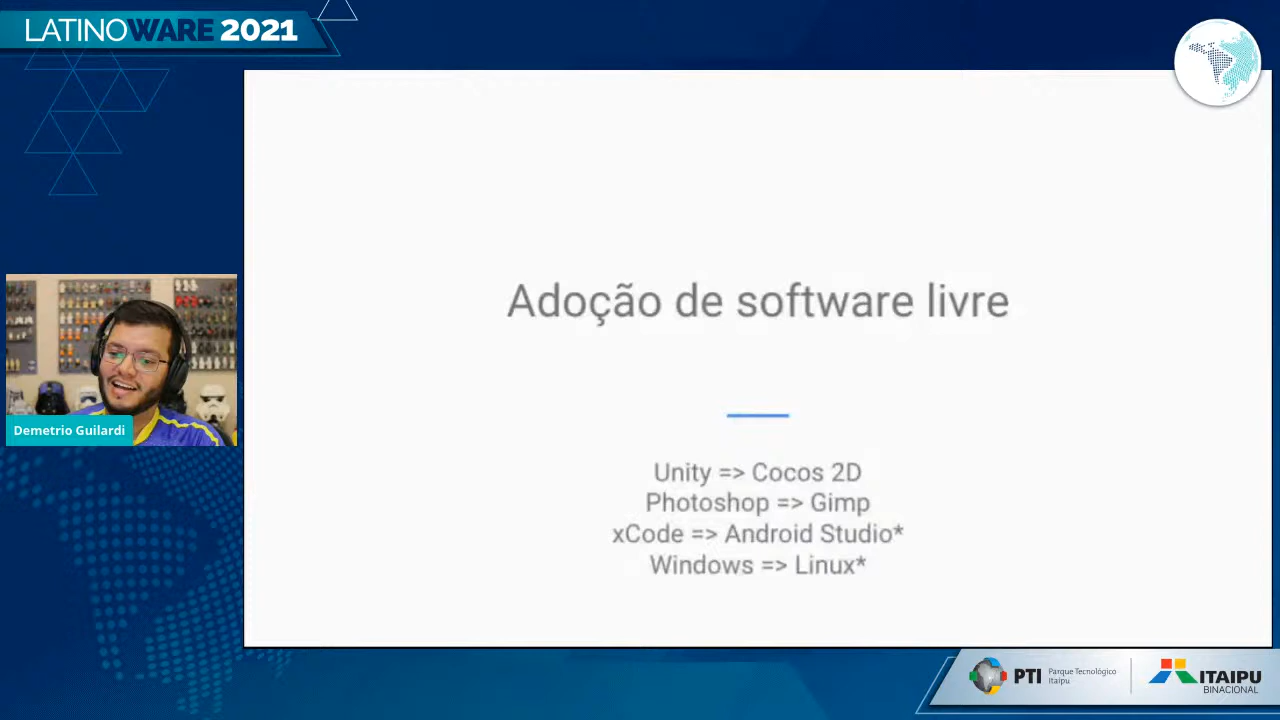 LATINOWARE 2021
Adoção de software livre
Unity => Cocos 2D
Photoshop => Gimp
xCode => Android Studio*
Windows => Linux*
Demetrio Guilardi
PTI Parque Tecnológico
Itaipu
ITAIPU
BINACIONAL